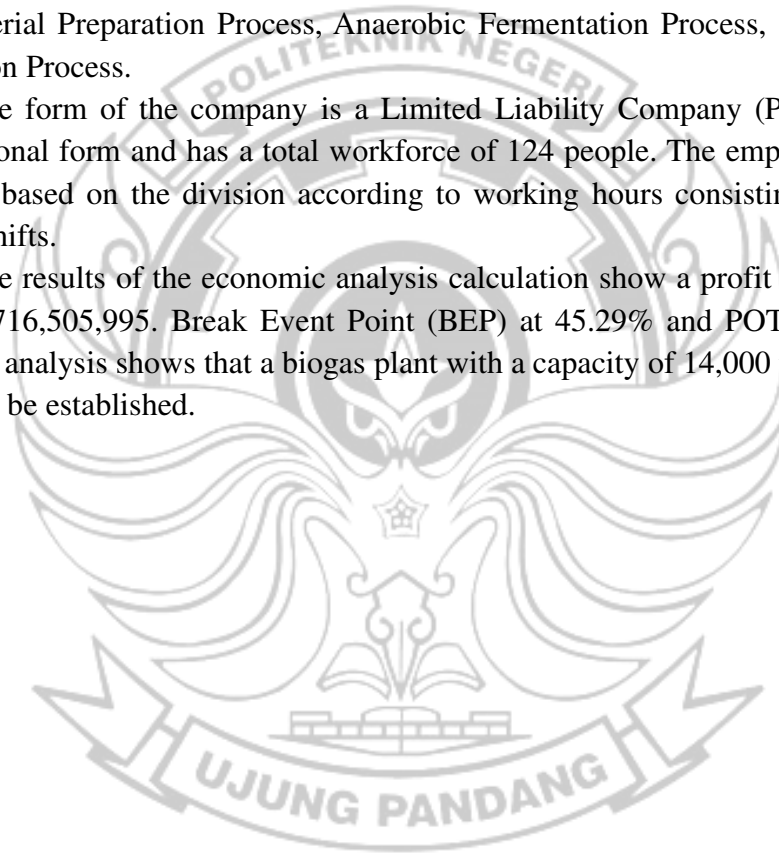 erial Preparation Process, Anaerobic Fermentation Process,
on Process.
e form of the company is a Limited Liability Company (P
onal form and has a total workforce of 124 people. The emp
based on the division according to working hours consistin
hifts.
e results of the economic analysis calculation show a profit
716,505,995. Break Event Point (BEP) at 45.29% and POT
analysis shows that a biogas plant with a capacity of 14,000
be established.
POLITEKNIK NEGERI
UJUNG PANDANG